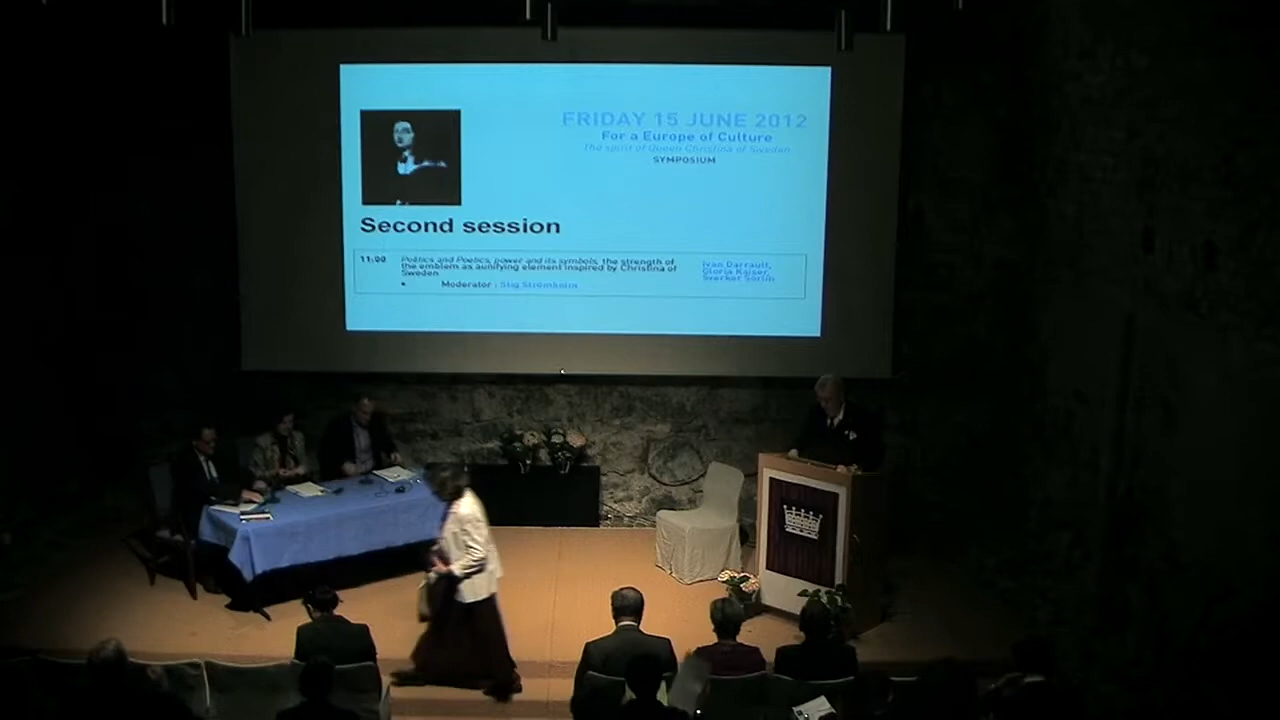 FRIDAY 15 JUNE 2012
For a Europe of Culture
The spirit of Queen Christina of Sweden
SYMPOSIUM
Second session
11:00
Politics and Poetics, power and its symbols, the strength of
the emblem as aunifying element inspired by Christina of
Sweden
Moderator : Stig Strömholm
Ivan Darrault,
Gloria Kaiser,
Sverker Sörlin